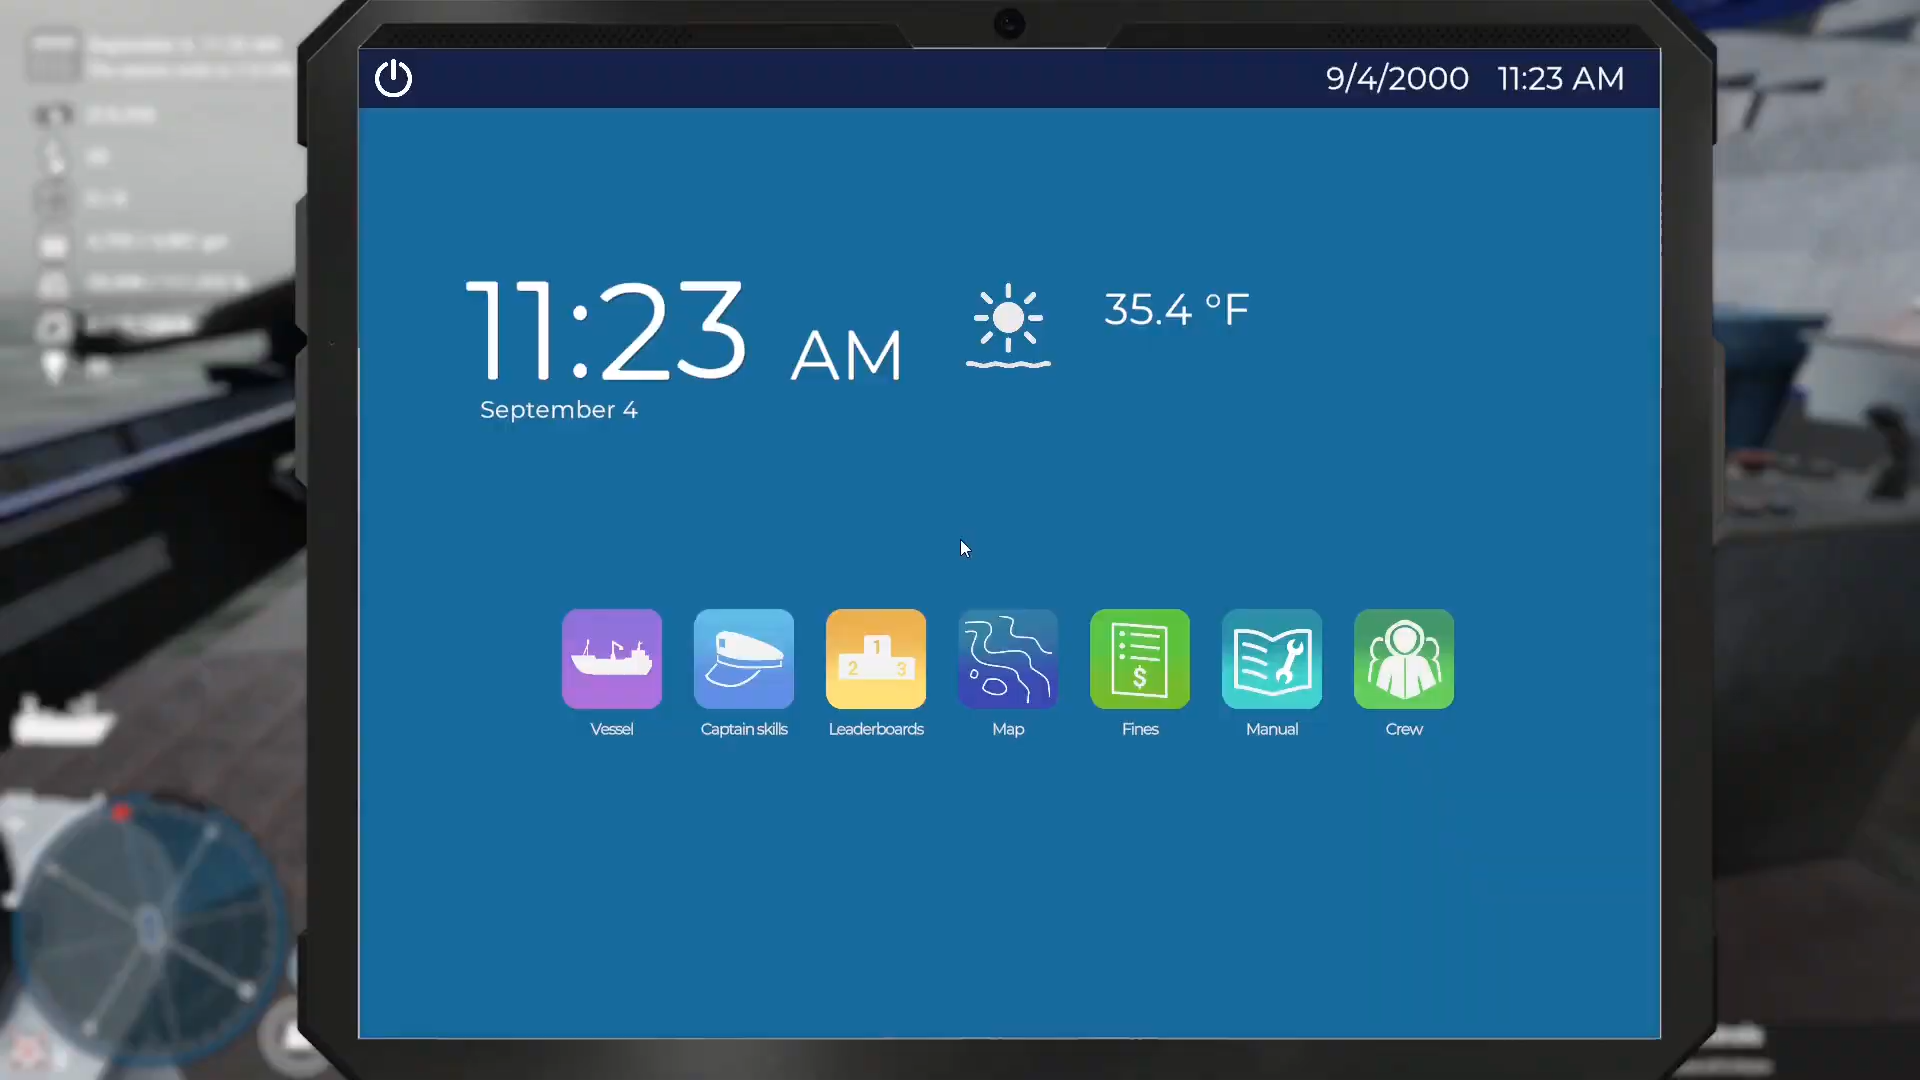 9/4/2000 11:23 AM
11:23 AM
35.4 °F
September 4
1
2 3
$
Vessel
Captain skills
Leaderboards
Map
Fines
Manual
Crew